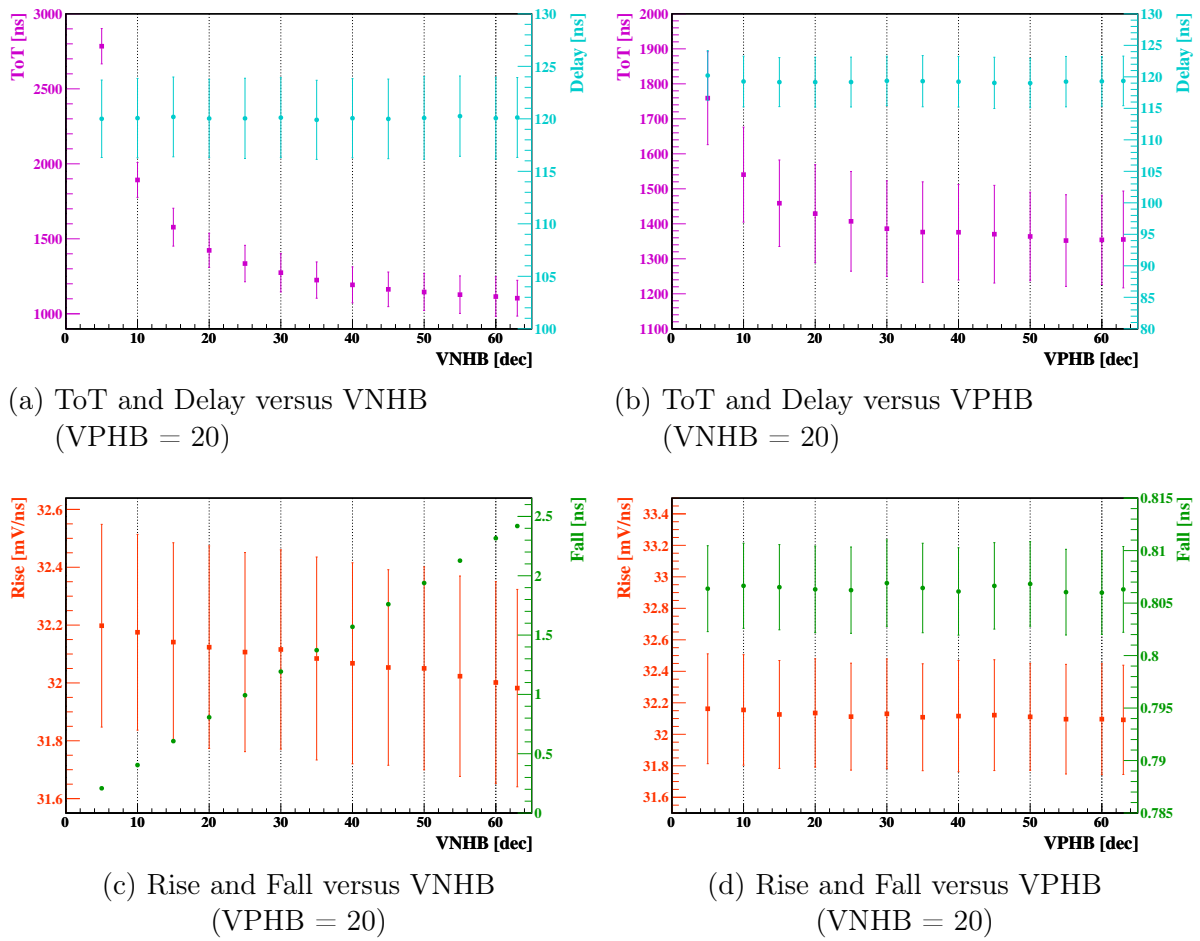 ToT [ns]
3000
2500
2000
1500
1000
130
125
120
115
110
105
100
Delay [ns]
0 10 20 30 40 50 60
VNHB [dec]
(a) ToT and Delay versus VNHB
(VPHB = 20)
ToT [ns]
2000
1900
1800
1700
1600
1500
1400
1300
1200
1100
130
125
120
115
110
105
100
95
90
85
80
Delay [ns]
0 10 20 30 40 50 60
VPHB [dec]
(b) ToT and Delay versus VPHB
(VNHB = 20)
Rise [mV/ns]
32.6
32.4
32.2
32
31.8
31.6
2.5
2
1.5
1
0.5
0
Fall [ns]
0 10 20 30 40 50 60
VNHB [dec]
(c) Rise and Fall versus VNHB
(VPHB = 20)
Rise [mV/ns]
33.4
33.2
33
32.8
32.6
32.4
32.2
32
31.8
31.6
0.815
0.81
0.805
0.8
0.795
0.79
0.785
Fall [ns]
0 10 20 30 40 50 60
VPHB [dec]
(d) Rise and Fall versus VPHB
(VNHB = 20)